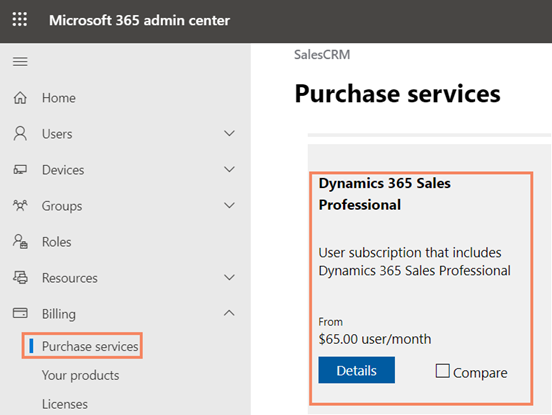 Microsoft 365 admin center
Home
Users
Devices
Groups
Roles
Resources
Billing
Purchase services
Your products
Licenses
SalesCRM
Purchase services
Dynamics 365 Sales
Professional
User subscription that includes
Dynamics 365 Sales Professional
From
$65.00 user/month
Details
Compare